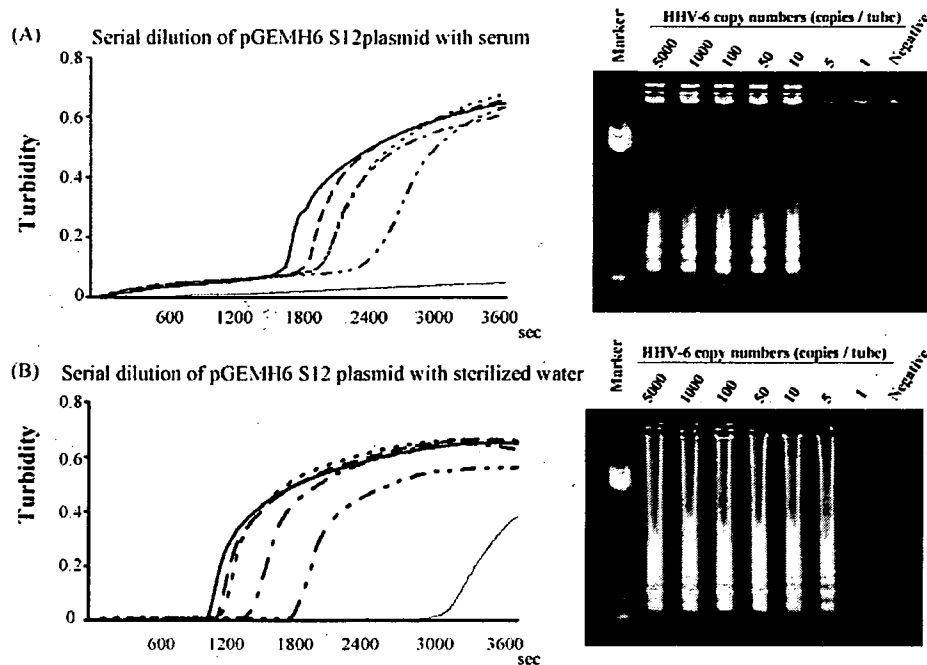 (A) Serial dilution of pGEMH6 S12plasmid with serum
0.8
0.6
0.4
0.2
0
Turbidity
600 1200 1800 2400 3000 3600
sec
Marker
HHV-6 copy numbers (copies / tube)
5000 1000 100 50 10 5 1 Negative
(B) Serial dilution of pGEMH6 S12 plasmid with sterilized water
0.8
0.6
0.4
0.2
0
Turbidity
600 1200 1800 2400 3000 3600
sec
Marker
HHV-6 copy numbers (copies / tube)
5000 1000 100 50 10 5 1 Negative